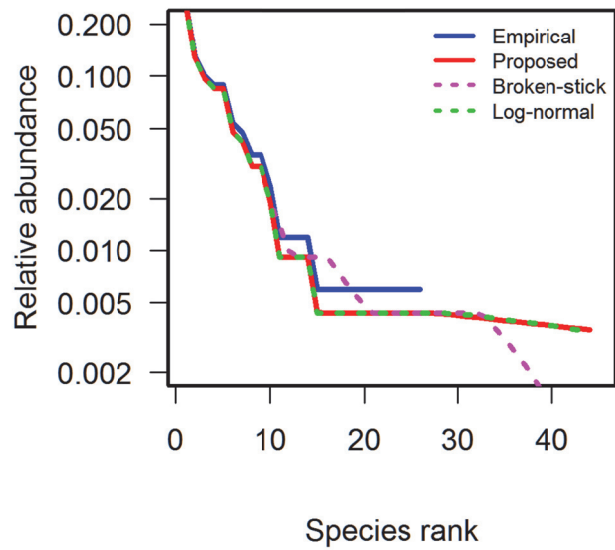 Relative abundance
0.200
0.100
0.050
0.020
0.010
0.005
0.002
Empirical
Proposed
Broken-stick
Log-normal
0 10 20 30 40
Species rank